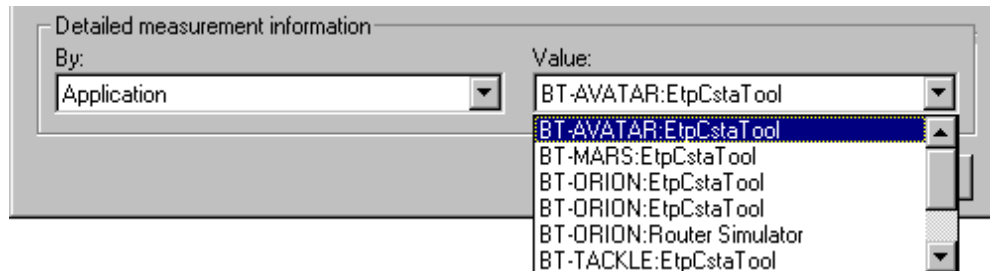 Detailed measurement information
By:
Value:
Application
BT-AVATAR:EtpCstaTool
BT-AVATAR:EtpCstaTool
BT-MARS:EtpCstaTool
BT-ORION:EtpCstaTool
BT-ORION:EtpCstaTool
BT-ORION:Router Simulator
BT-TACKLE:EtpCstaTool